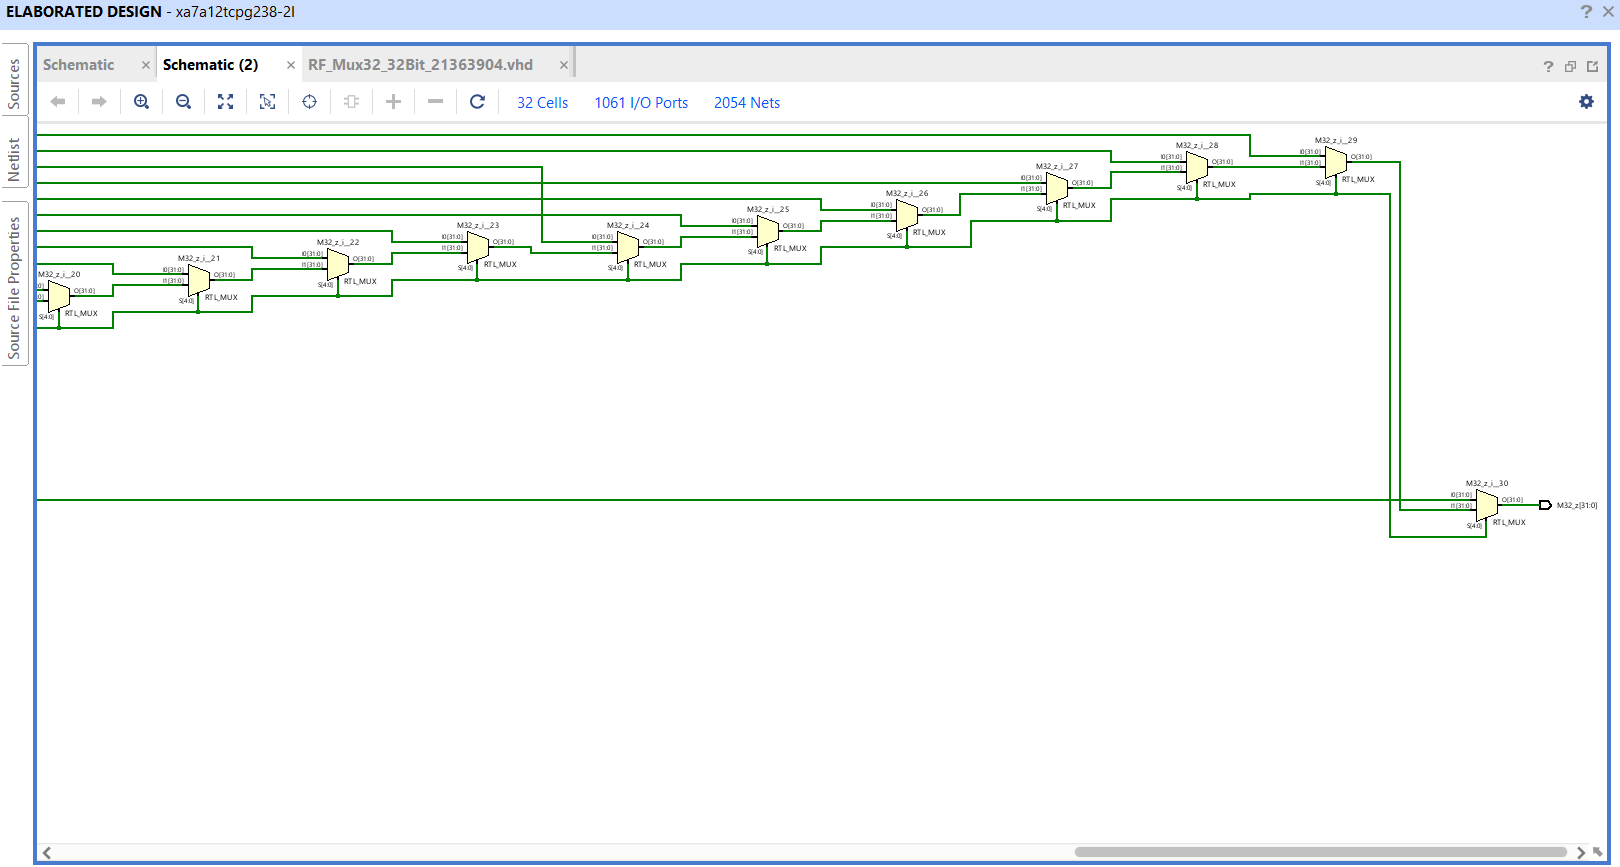 ELABORATED DESIGN - xa7a12tcpg238-2I
Sources
Netlist
Source File Properties
Schematic
Schematic (2)
RF_Mux32_32Bit_21363904.vhd
32 Cells 1061 I/O Ports 2054 Nets
M32_z_i__20
O[31:0]
S[4:0]
RTL_MUX
M32_z_i__21
I0[31:0]
I1[31:0]
O[31:0]
S[4:0]
RTL_MUX
M32_z_i__22
I0[31:0]
I1[31:0]
O[31:0]
S[4:0]
RTL_MUX
M32_z_i__23
I0[31:0]
I1[31:0]
O[31:0]
S[4:0]
RTL_MUX
M32_z_i__24
I0[31:0]
I1[31:0]
O[31:0]
S[4:0]
RTL_MUX
M32_z_i__25
I0[31:0]
I1[31:0]
O[31:0]
S[4:0]
RTL_MUX
M32_z_i__26
I0[31:0]
I1[31:0]
O[31:0]
S[4:0]
RTL_MUX
M32_z_i__27
I0[31:0]
I1[31:0]
O[31:0]
S[4:0]
RTL_MUX
M32_z_i__28
I0[31:0]
I1[31:0]
O[31:0]
S[4:0]
RTL_MUX
M32_z_i__29
I0[31:0]
I1[31:0]
O[31:0]
S[4:0]
RTL_MUX
M32_z_i__30
I0[31:0]
I1[31:0]
O[31:0]
S[4:0]
RTL_MUX
M32_z[31:0]